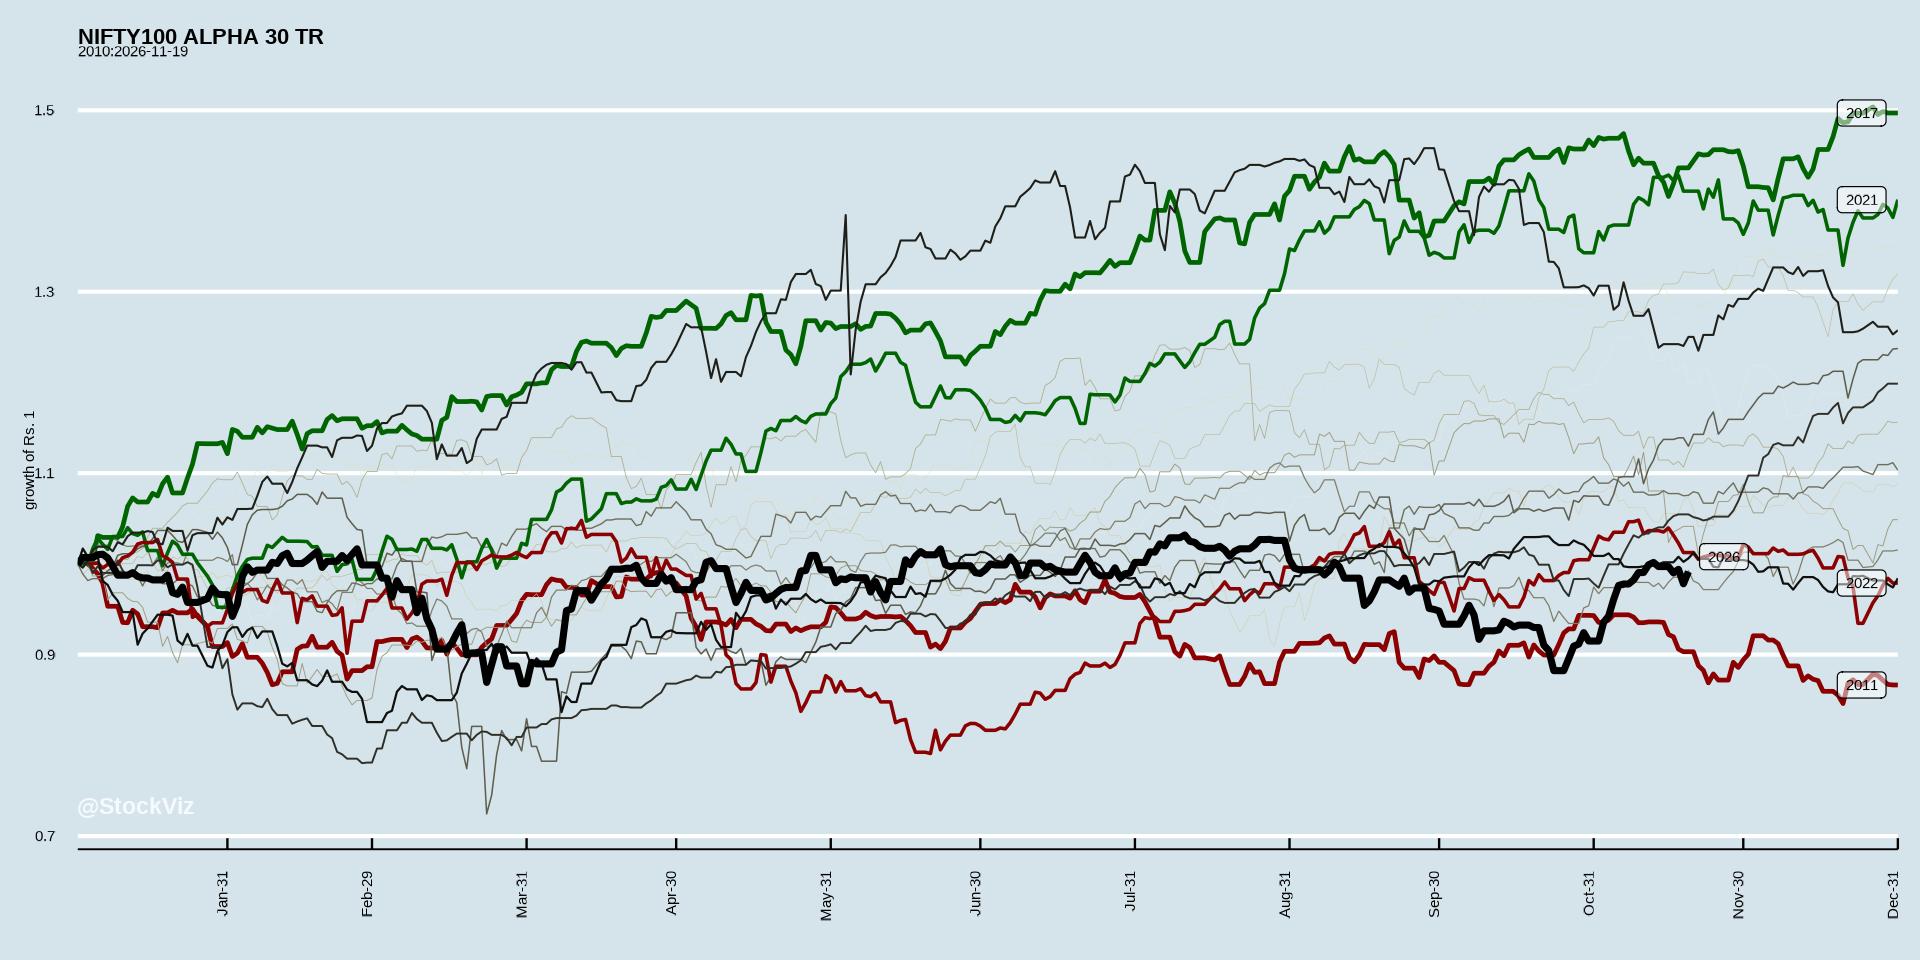 NIFTY100 ALPHA 30 TR
2010:2026-11-19
1.5
1.3
1.1
0.9
0.7
growth of Rs. 1
2017
2021
2026
2022
2011
@StockViz
Jan-31
Feb-29
Mar-31
Apr-30
May-31
Jun-30
Jul-31
Aug-31
Sep-30
Oct-31
Nov-30
Dec-31